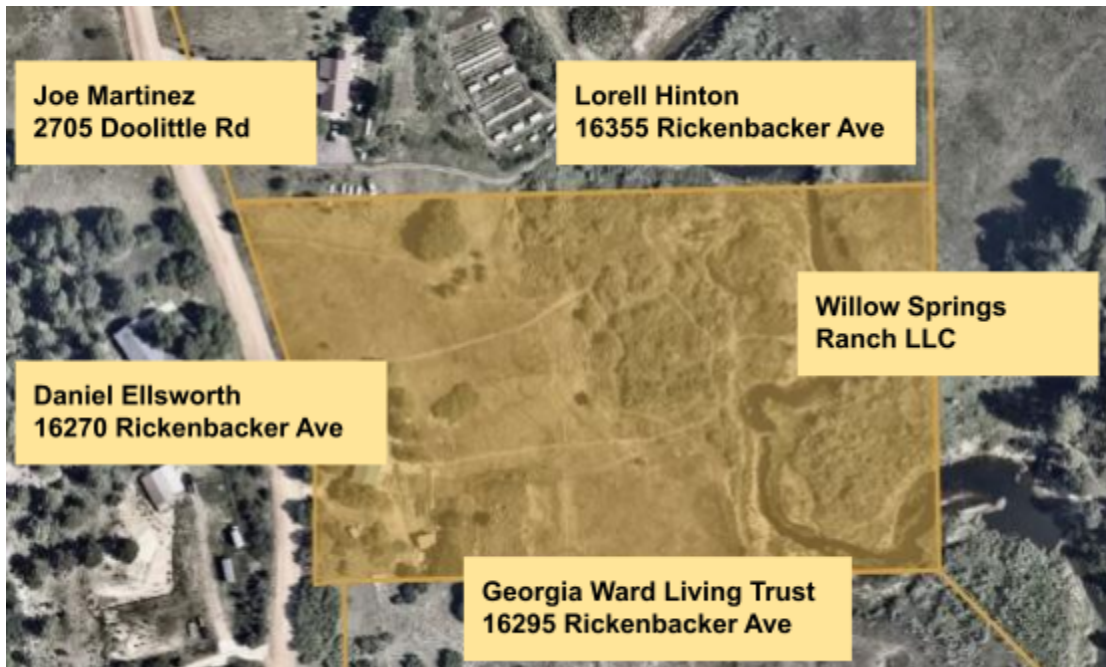 Joe Martinez
2705 Doolittle Rd
Lorell Hinton
16355 Rickenbacker Ave
Willow Springs
Ranch LLC
Daniel Ellsworth
16270 Rickenbacker Ave
Georgia Ward Living Trust
16295 Rickenbacker Ave